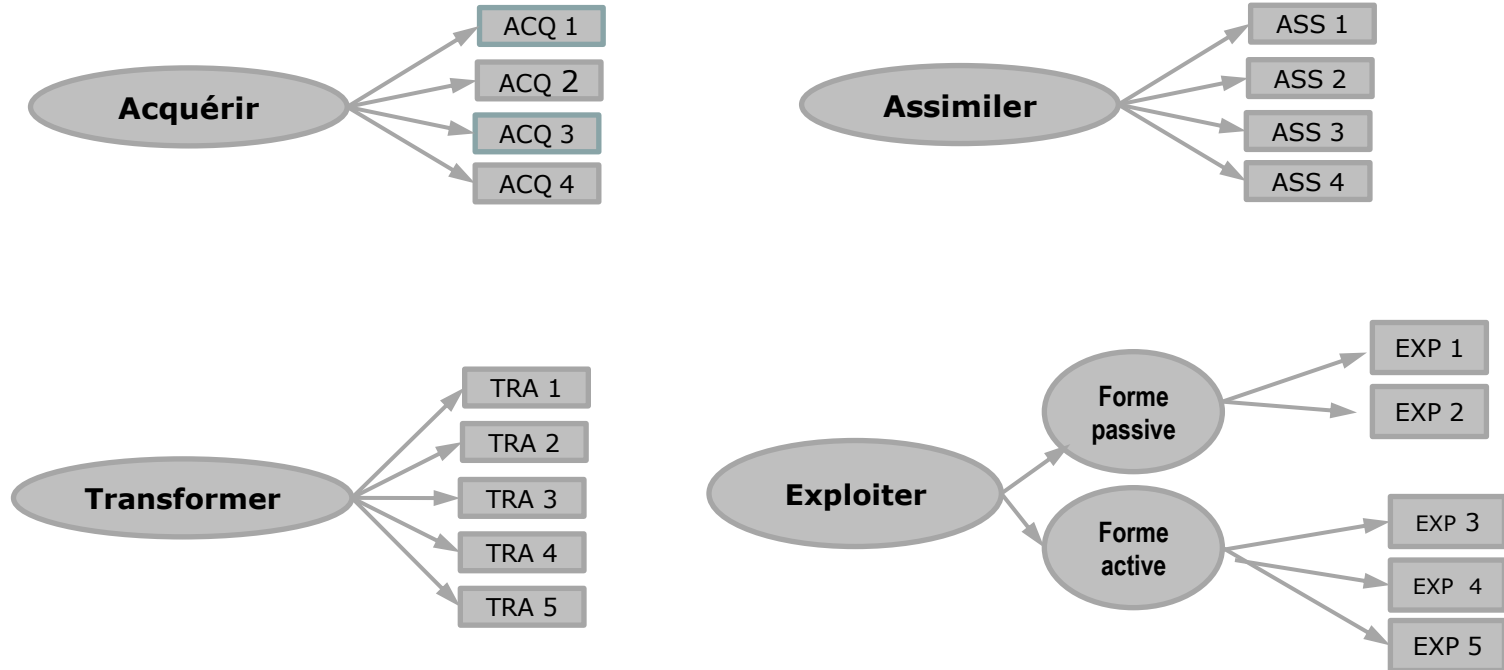 Acquérir
ACQ 1
ACQ 2
ACQ 3
ACQ 4
Assimiler
ASS 1
ASS 2
ASS 3
ASS 4
Transformer
TRA 1
TRA 2
TRA 3
TRA 4
TRA 5
Exploiter
Forme
passive
EXP 1
EXP 2
Forme
active
EXP 3
EXP 4
EXP 5